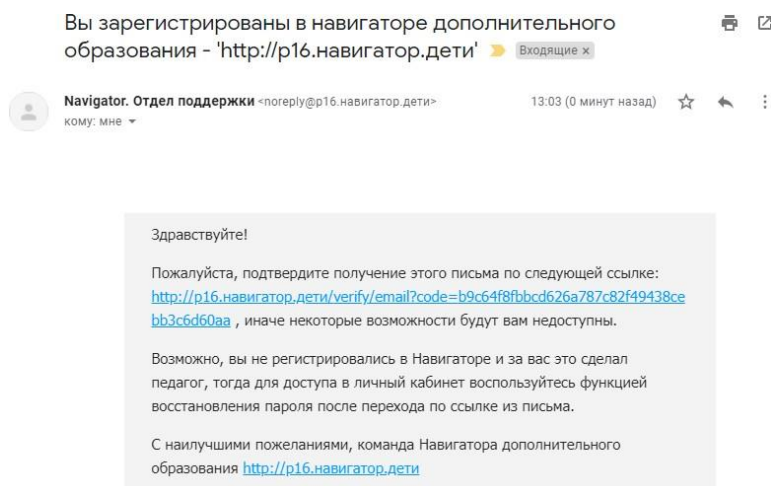 Вы зарегистрированы в навигаторе дополнительного
образования - 'http://р16.навигатор.дети' Входящие x
Navigator. Отдел поддержки <noreply@р16.навигатор.дети> 13:03 (0 минут назад)
кому: мне
Здравствуйте!
Пожалуйста, подтвердите получение этого письма по следующей ссылке:
http://р16.навигатор.дети/verify/email?code=b9c64f8fbbcd626a787c82f49438ce
bb3c6d60aa , иначе некоторые возможности будут вам недоступны.
Возможно, вы не регистрировались в Навигаторе и за вас это сделал
педагог, тогда для доступа в личный кабинет воспользуйтесь функцией
восстановления пароля после перехода по ссылке из письма.
С наилучшими пожеланиями, команда Навигатора дополнительного
образования http://р16.навигатор.дети